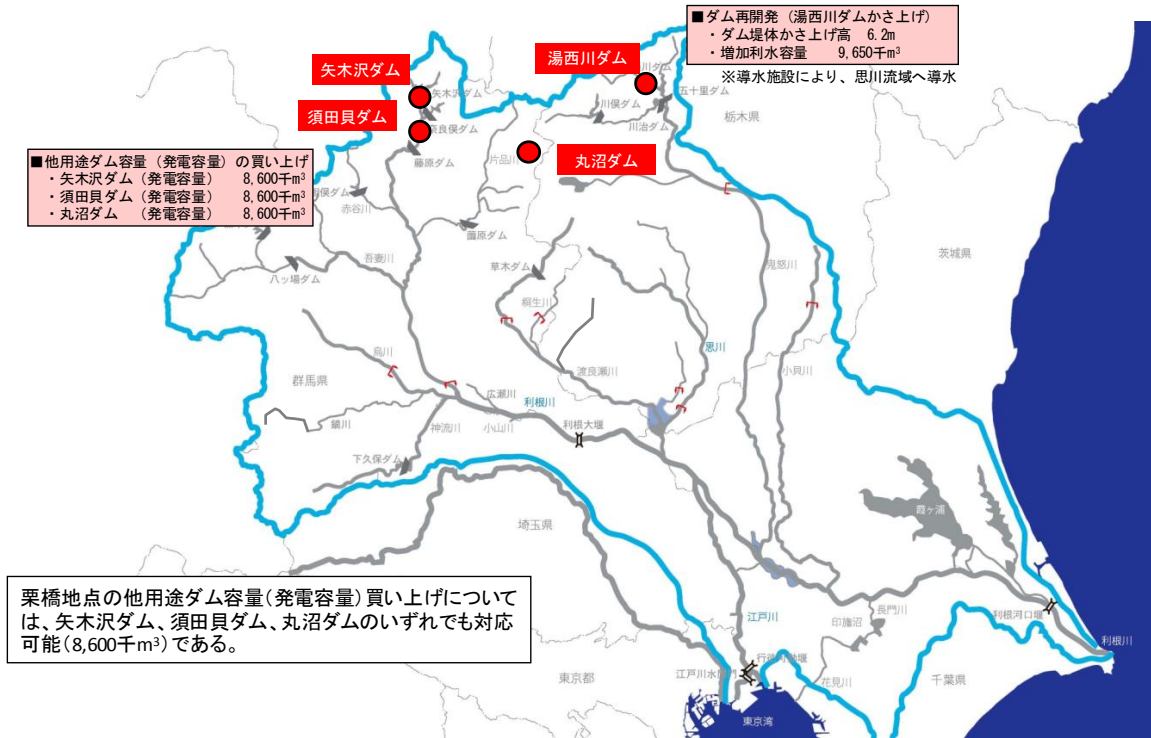 ■ダム再開発（湯西川ダムかさ上げ）
・ダム堤体かさ上げ高　6.2m
・増加利水容量　9,650千m³
※導水施設により、思川流域へ導水
湯西川ダム
矢木沢ダム
須田貝ダム
丸沼ダム
■他用途ダム容量（発電容量）の買い上げ
・矢木沢ダム（発電容量）　8,600千m³
・須田貝ダム（発電容量）　8,600千m³
・丸沼ダム　（発電容量）　8,600千m³
矢木沢ダム
奈良俣ダム
藤原ダム
片品川
川俣ダム
川治ダム
五十里ダム
栃木県
赤谷川
薗原ダム
吾妻川
八ッ場ダム
草木ダム
桐生川
鬼怒川
茨城県
思川
小貝川
渡良瀬川
烏川
群馬県
広瀬川
利根川
鏑川
神流川
小山川
利根大堰
下久保ダム
埼玉県
霞ヶ浦
栗橋地点の他用途ダム容量（発電容量）買い上げについて
は、矢木沢ダム、須田貝ダム、丸沼ダムのいずれでも対応
可能（8,600千m³）である。
長門川
印旛沼
利根河口堰
利根川
江戸川
行徳可動堰
花見川
千葉県
東京都
東京湾